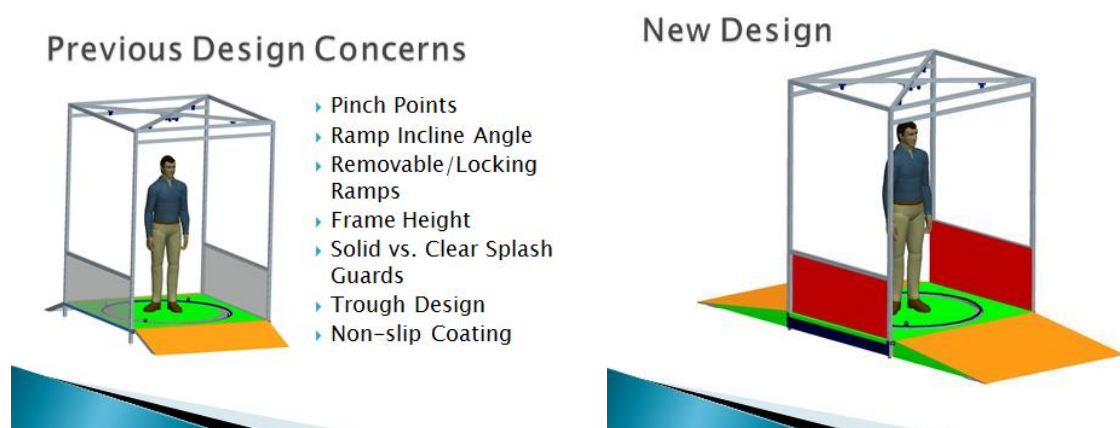 Previous Design Concerns
Pinch Points
Ramp Incline Angle
Removable/Locking
Ramps
Frame Height
Solid vs. Clear Splash
Guards
Trough Design
Non-slip Coating
New Design